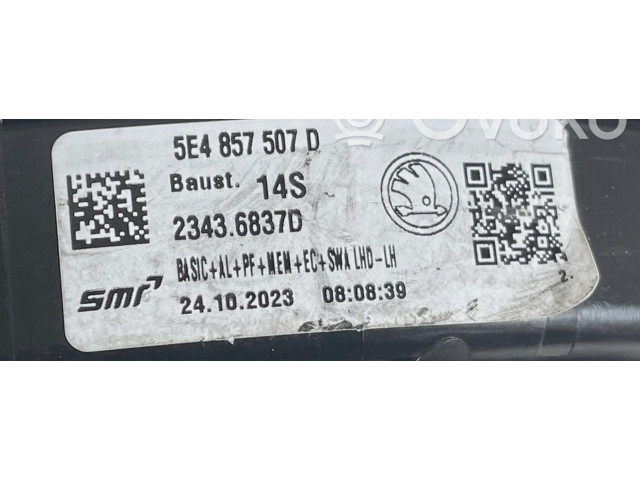 OVOKO
5E4 857 507 D
Baust. 14S
2343.6837D
BASIC+AL+PF+MEM+EC+SWA LHD-LH
smr
24.10.2023 08:08:39
2.